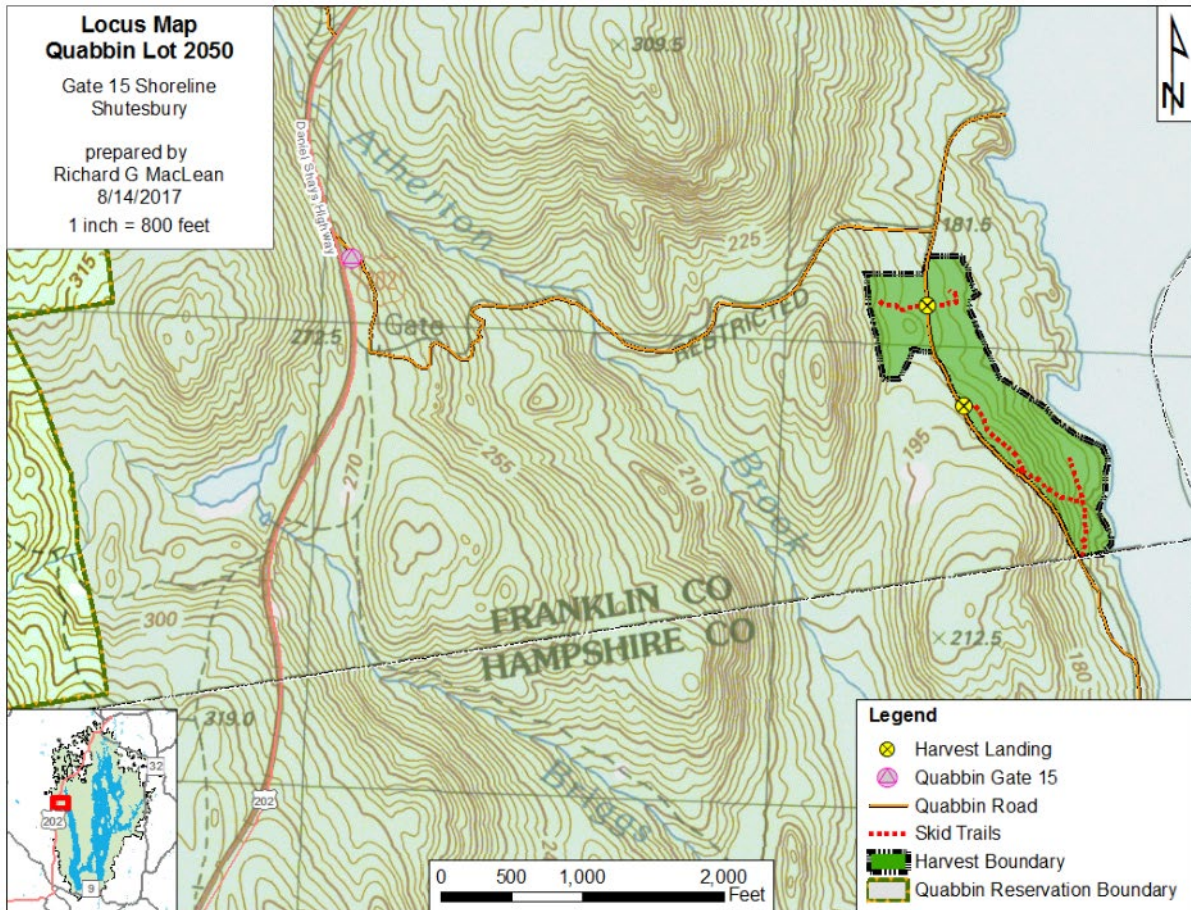 Locus Map
Quabbin Lot 2050
Gate 15 Shoreline
Shutesbury
prepared by
Richard G MacLean
8/14/2017
1 inch = 800 feet
N
309.5
Daniel Shays Highway
Atherton
Brook
315
225
181.5
272.5
Gate
RESTRICTED
270
255
210
195
300
FRANKLIN CO
HAMPSHIRE CO
212.5
180
319.0
202
Briggs
32
202
9
0 500 1,000 2,000
Feet
Legend
Harvest Landing
Quabbin Gate 15
Quabbin Road
Skid Trails
Harvest Boundary
Quabbin Reservation Boundary